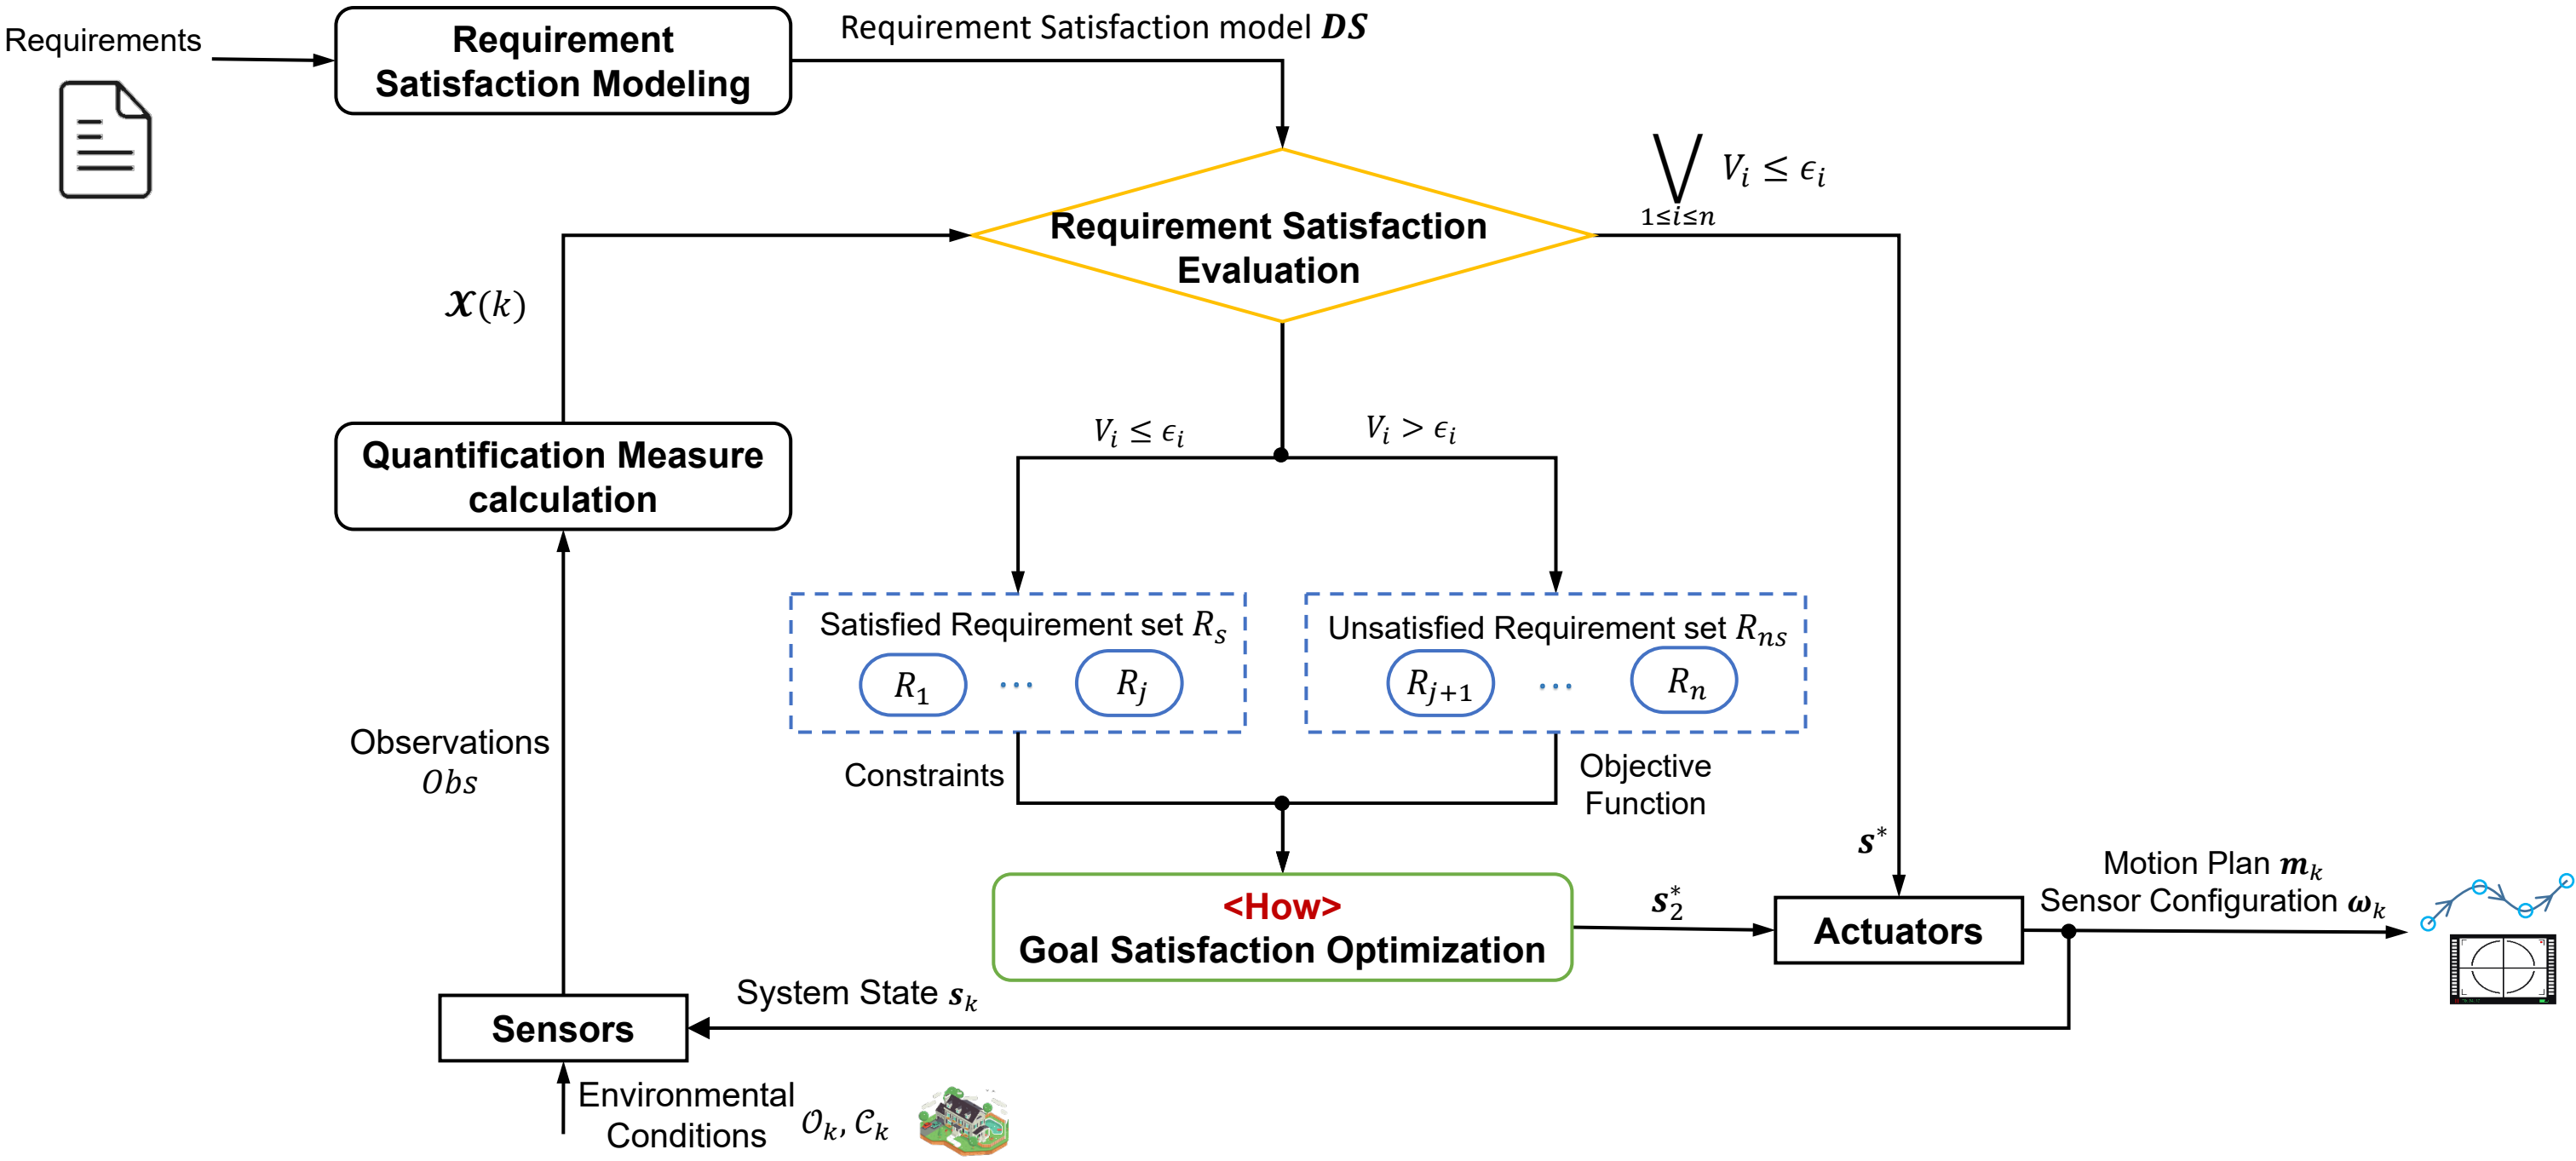 Requirements
Requirement
Satisfaction Modeling
Requirement Satisfaction model DS
⋁ V_i ≤ ϵ_i
1≤i≤n
Requirement Satisfaction
Evaluation
𝒳(k)
V_i ≤ ϵ_i
V_i > ϵ_i
Quantification Measure
calculation
Satisfied Requirement set R_s
R_1 ... R_j
Unsatisfied Requirement set R_ns
R_{j+1} ... R_n
Observations
Obs
Constraints
Objective
Function
s*
<How>
Goal Satisfaction Optimization
s_2^*
Actuators
Motion Plan m_k
Sensor Configuration ω_k
System State s_k
Sensors
Environmental
Conditions
𝒪_k, 𝒞_k